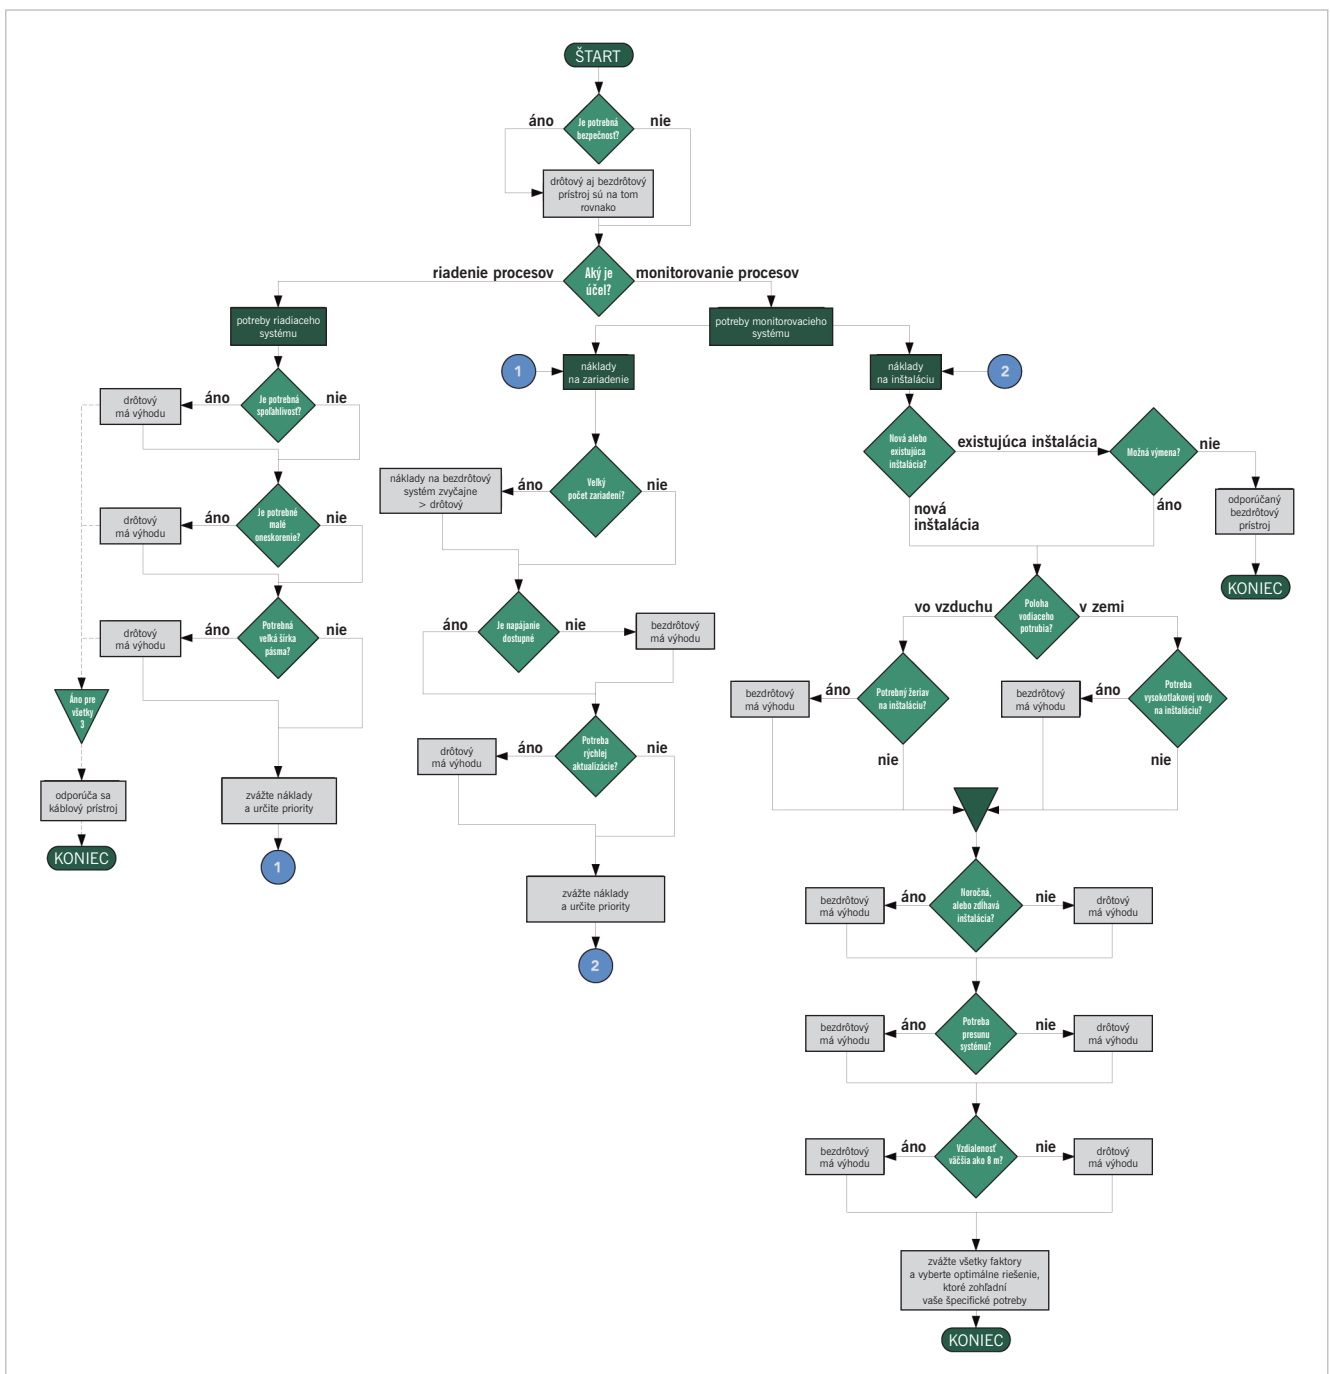 ŠTART
áno
Je potrebná
bezpečnosť?
nie
drôtový aj bezdrôtový
prístroj sú na tom
rovnako
riadenie procesov
Aký je
účel?
monitorovanie procesov
potreby riadiaceho
systému
potreby monitorovacieho
systému
1
náklady
na zariadenie
náklady
na inštaláciu
2
drôtový
má výhodu
áno
Je potrebná
spoľahlivosť?
nie
drôtový
má výhodu
áno
Je potrebné
malé
oneskorenie?
nie
drôtový
má výhodu
áno
Potrebná
veľká šírka
pásma?
nie
Áno pre
všetky
3
odporúča sa
káblový prístroj
KONIEC
zvážte náklady
a určite priority
1
náklady na bezdrôtový
systém zvyčajne
> drôtový
áno
Veľký
počet zariadení?
nie
áno
Je napájanie
dostupné
nie
bezdrôtový
má výhodu
drôtový
má výhodu
áno
Potreba
rýchlej
aktualizácie?
nie
zvážte náklady
a určite priority
2
Nová alebo
existujúca
inštalácia?
existujúca inštalácia
Možná výmena?
nie
nová
inštalácia
áno
odporúčaný
bezdrôtový
prístroj
KONIEC
vo vzduchu
Poloha
vodiaceho
potrubia?
v zemi
bezdrôtový
má výhodu
áno
Potrebný žeriav
na inštaláciu?
nie
bezdrôtový
má výhodu
áno
Potreba
vysokotlakovej vody
na inštaláciu?
nie
bezdrôtový
má výhodu
áno
Noročná,
alebo zdĺhavá
inštalácia?
nie
drôtový
má výhodu
bezdrôtový
má výhodu
áno
Potreba
presunu
systému?
nie
drôtový
má výhodu
bezdrôtový
má výhodu
áno
Vzdialenosť
väčšia ako 8 m?
nie
drôtový
má výhodu
zvážte všetky faktory
a vyberte optimálne riešenie,
ktoré zohľadní
vaše špecifické potreby
KONIEC